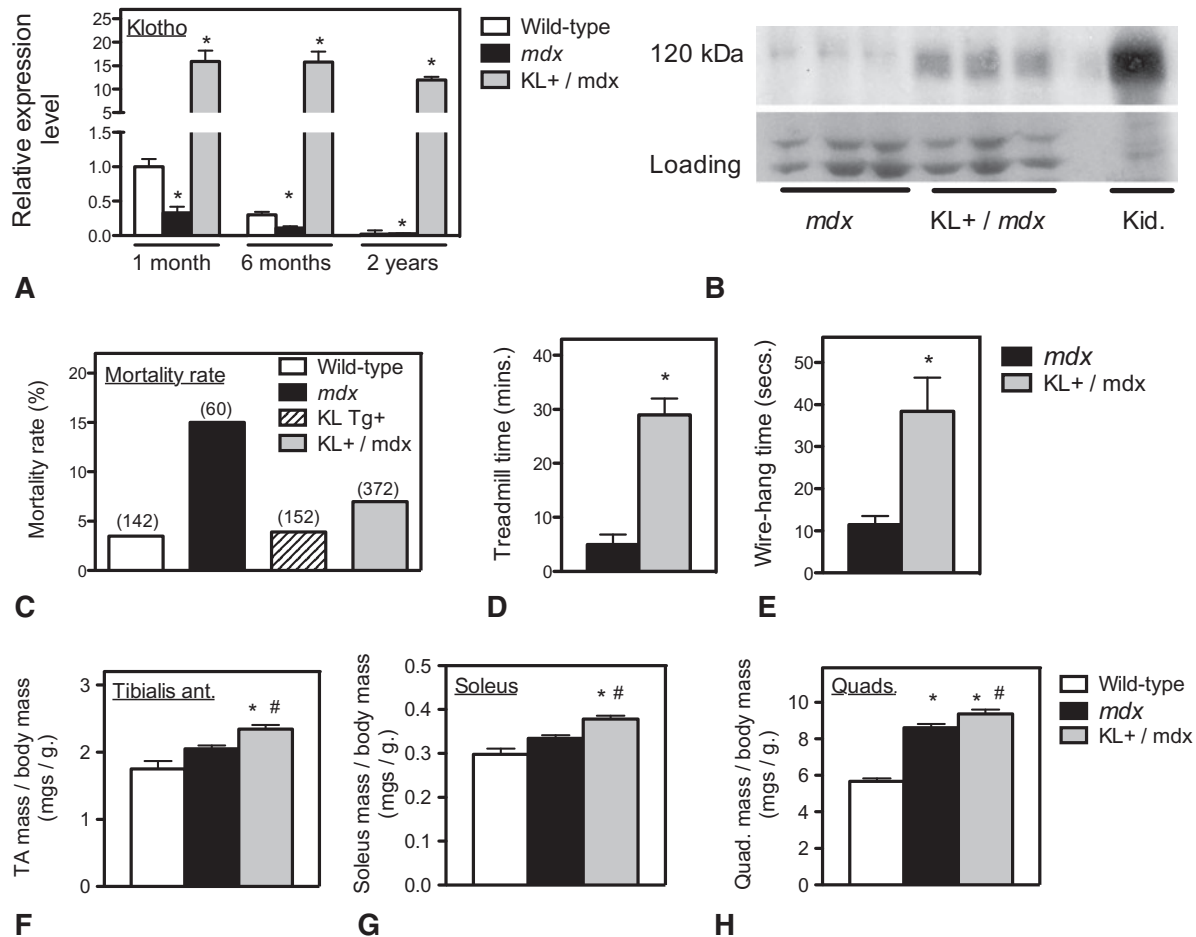 Klotho
Relative expression
level
25
20
15
10
5
1.5
1.0
0.5
0.0
* * * * * *
1 month
6 months
2 years
Wild-type
mdx
KL+ / mdx
A
120 kDa
Loading
mdx
KL+ / mdx
Kid.
B
Mortality rate
Mortality rate (%)
20
15
10
5
0
(142)
(60)
(152)
(372)
Wild-type
mdx
KL Tg+
KL+ / mdx
C
Treadmill time (mins.)
40
30
20
10
0
*
D
Wire-hang time (secs.)
50
40
30
20
10
0
*
mdx
KL+ / mdx
E
Tibialis ant.
TA mass / body mass
(mgs / g.)
3
2
1
0
* #
F
Soleus
Soleus mass / body mass
(mgs / g.)
0.5
0.4
0.3
0.2
0.1
0.0
* #
G
Quads.
Quad. mass / body mass
(mgs / g.)
10
8
6
4
2
0
*
* #
Wild-type
mdx
KL+ / mdx
H